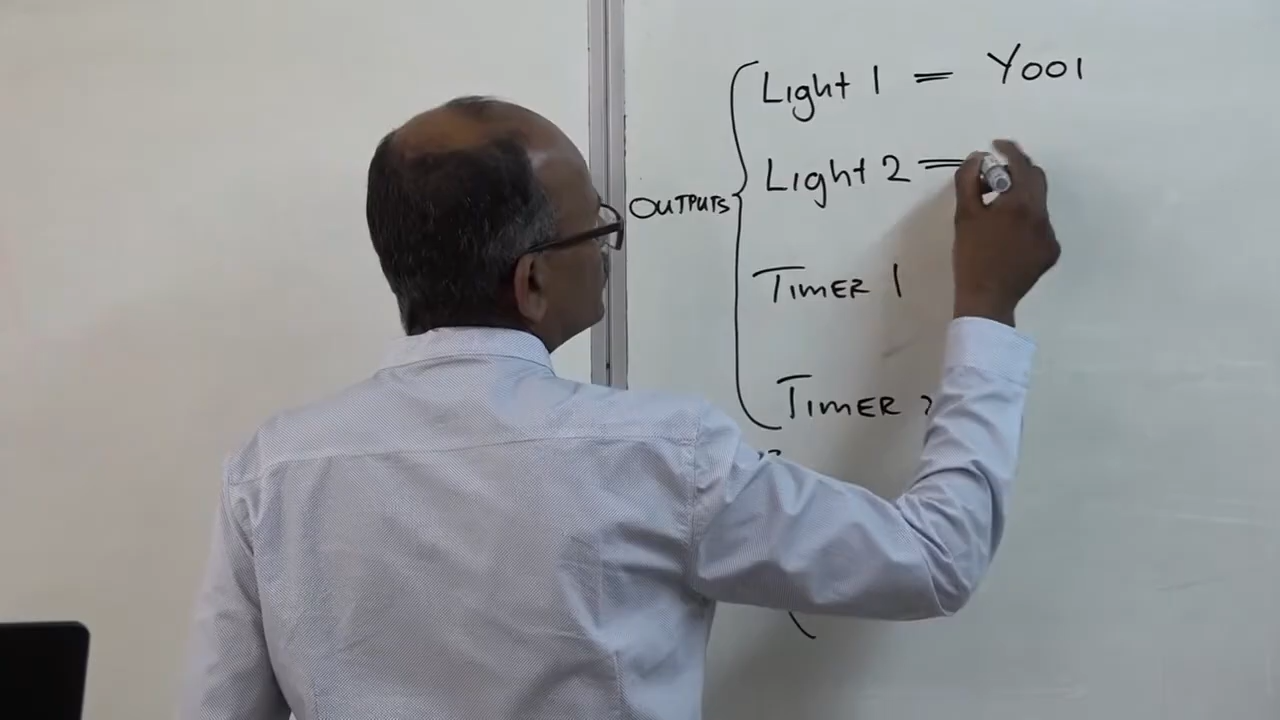 Light 1 = Y001
Light 2 =
OUTPUTS
TIMER 1
TIMER